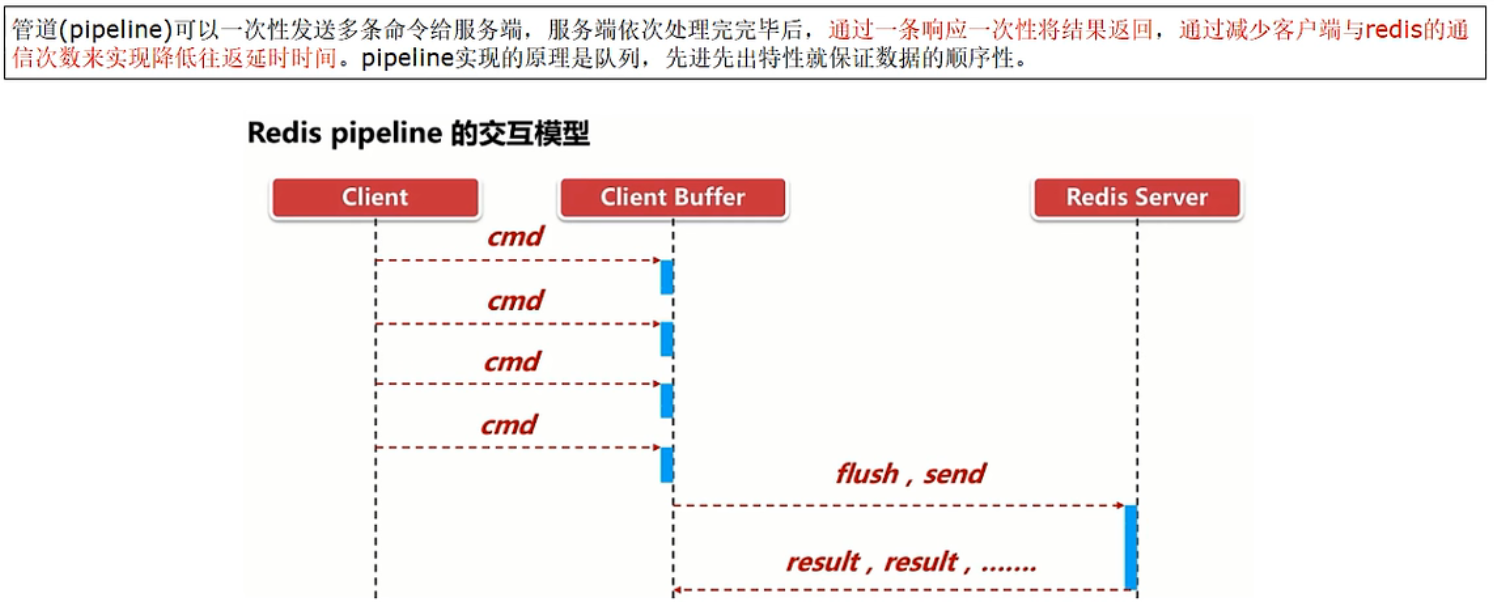 管道(pipeline)可以一次性发送多条命令给服务端，服务端依次处理完完毕后，通过一条响应一次性将结果返回，通过减少客户端与redis的通
信次数来实现降低往返延时时间。pipeline实现的原理是队列，先进先出特性就保证数据的顺序性。
Redis pipeline 的交互模型
Client Client Buffer Redis Server
cmd
cmd
cmd
cmd
flush , send
result , result , .......